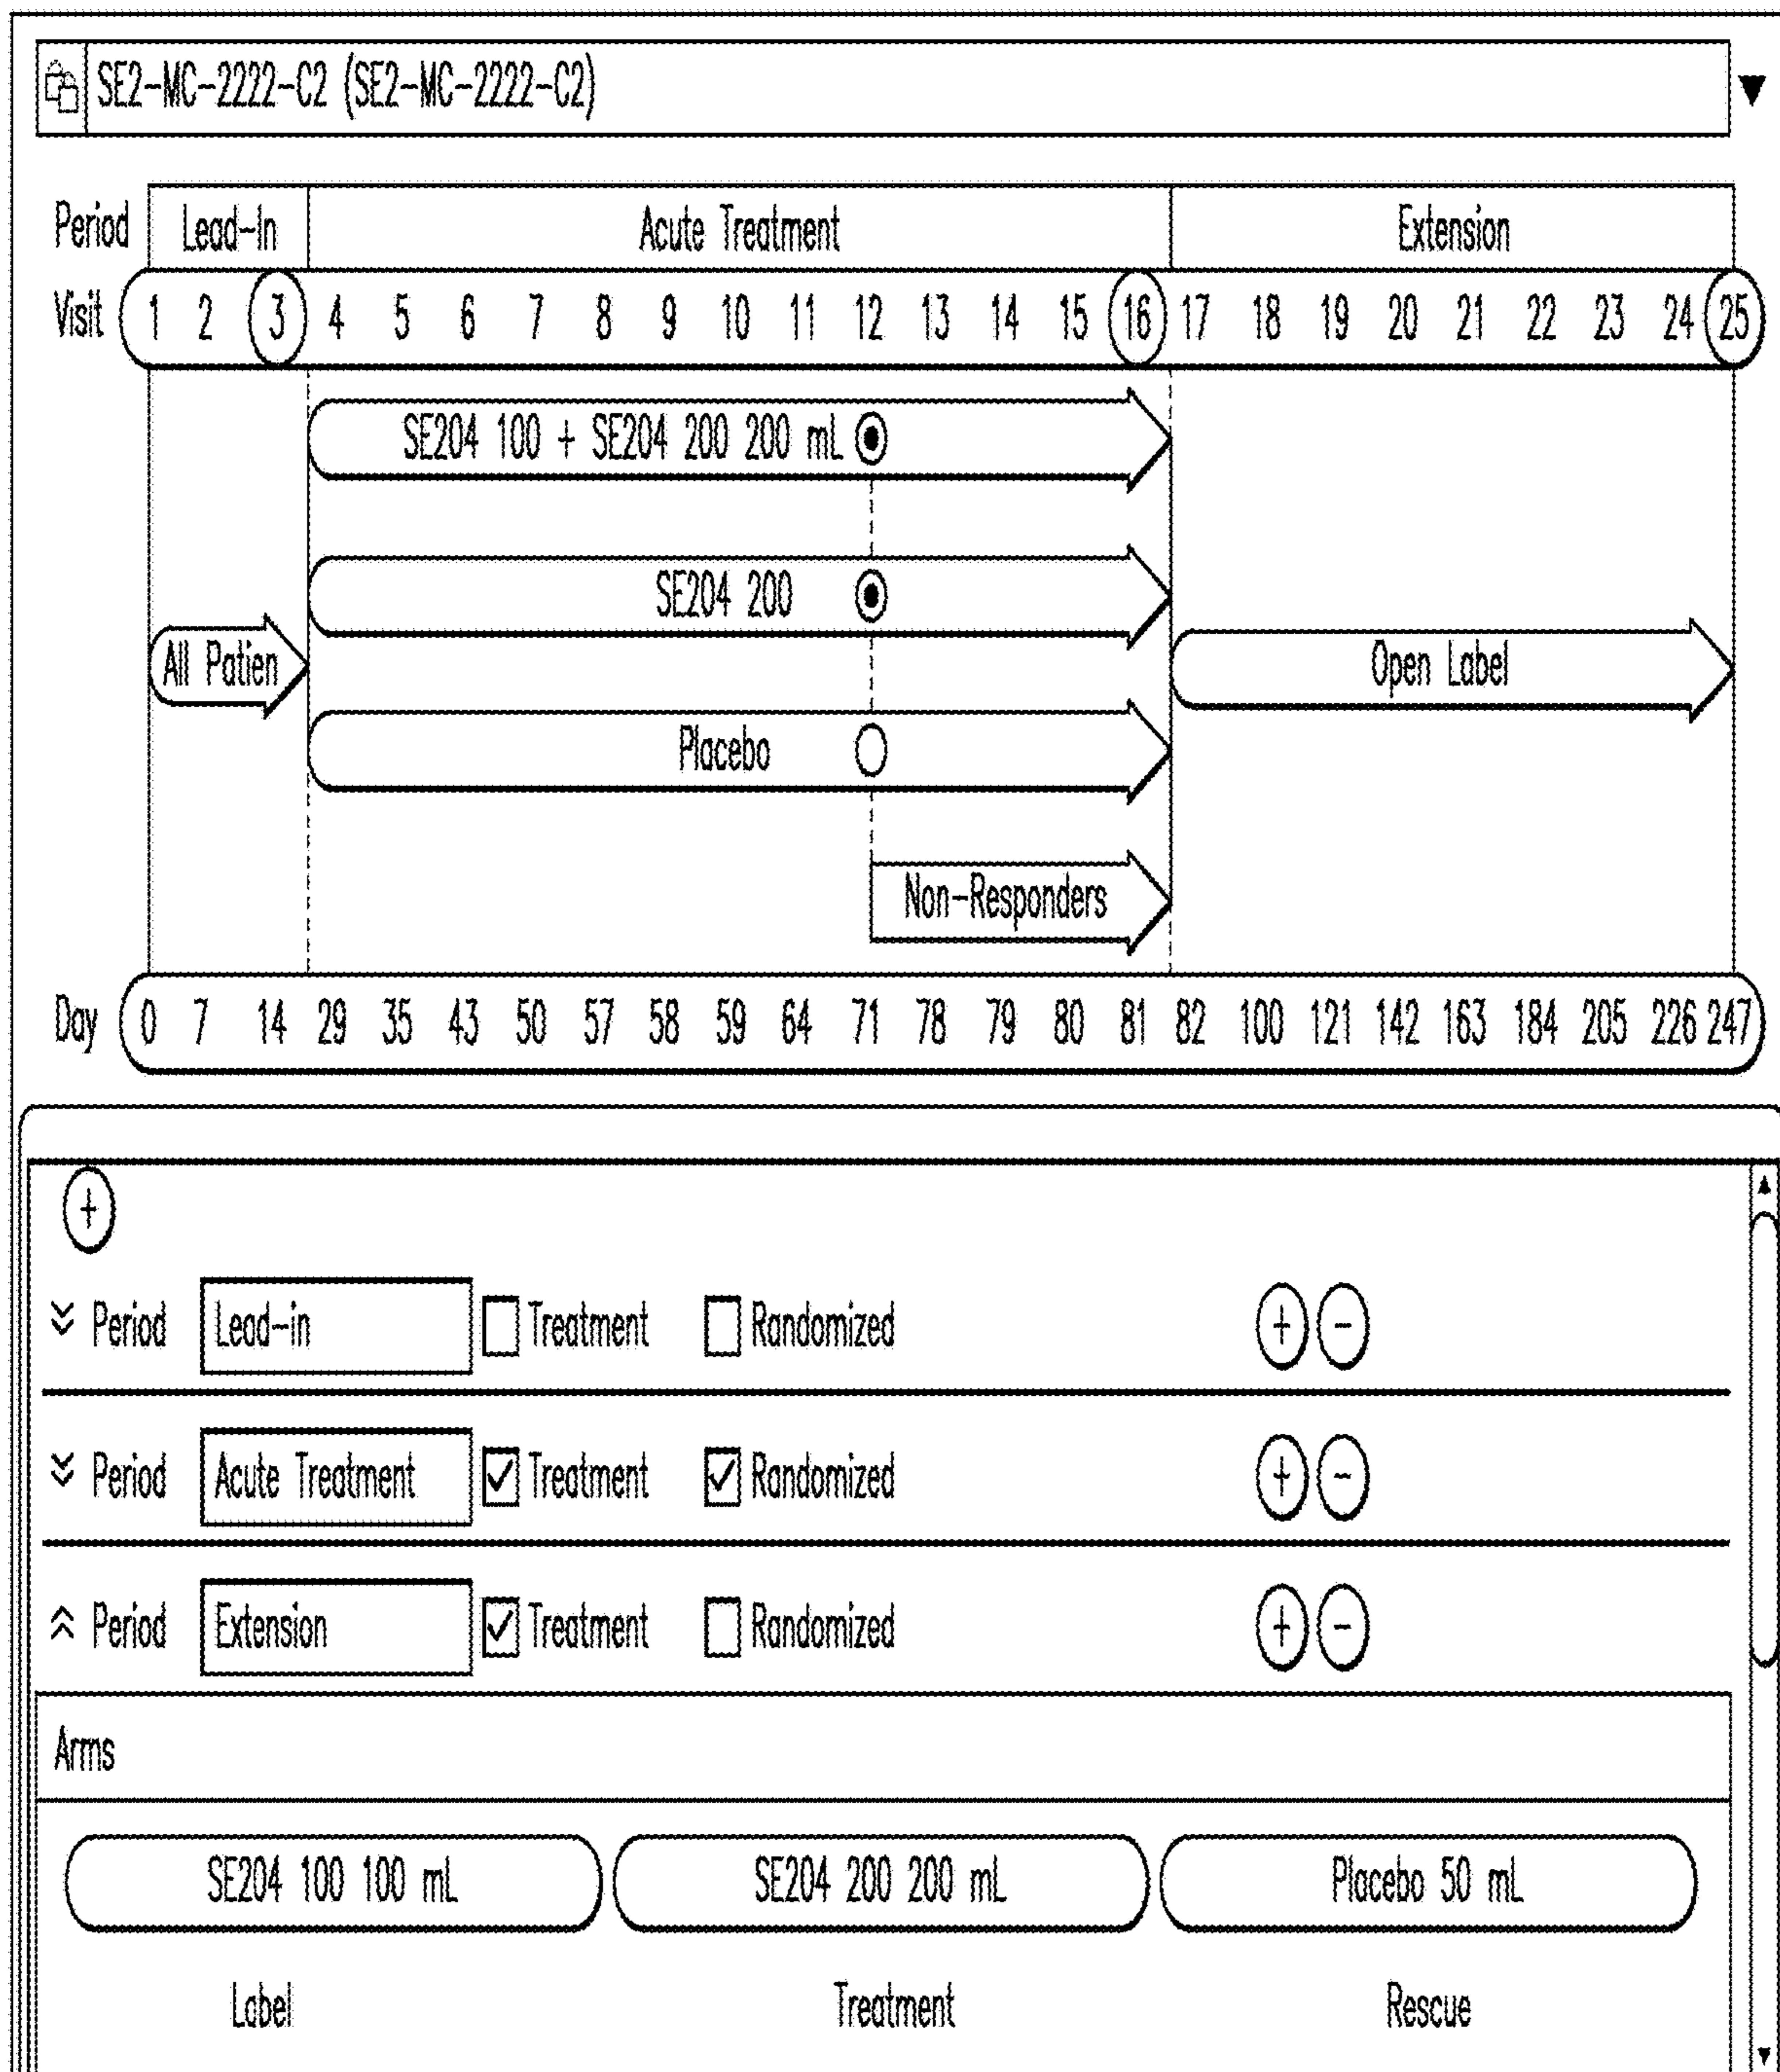 SE2-MC-2222-C2 (SE2-MC-2222-C2)
Period Lead-In Acute Treatment Extension
Visit 1 2 3 4 5 6 7 8 9 10 11 12 13 14 15 16 17 18 19 20 21 22 23 24 25
SE204 100 + SE204 200 200 mL
SE204 200
All Patien
Open Label
Placebo
Non-Responders
Day 0 7 14 29 35 43 50 57 58 59 64 71 78 79 80 81 82 100 121 142 163 184 205 226 247
+
Period Lead-in Treatment Randomized + -
Period Acute Treatment Treatment Randomized + -
Period Extension Treatment Randomized + -
Arms
SE204 100 100 mL SE204 200 200 mL Placebo 50 mL
Label Treatment Rescue